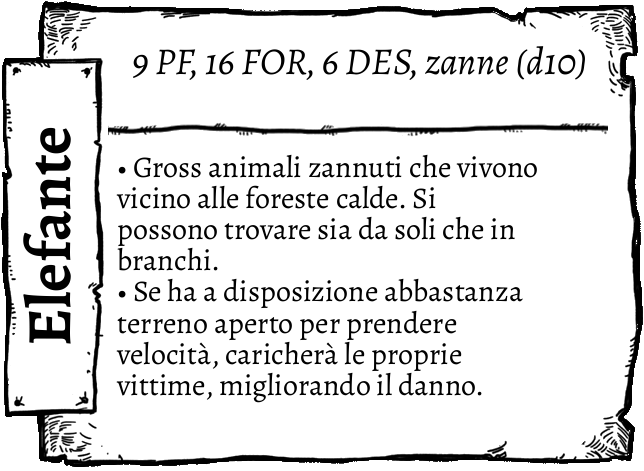 Elefante
9 PF, 16 FOR, 6 DES, zanne (d10)
• Gross animali zannuti che vivono
vicino alle foreste calde. Si
possono trovare sia da soli che in
branchi.
• Se ha a disposizione abbastanza
terreno aperto per prendere
velocità, caricherà le proprie
vittime, migliorando il danno.